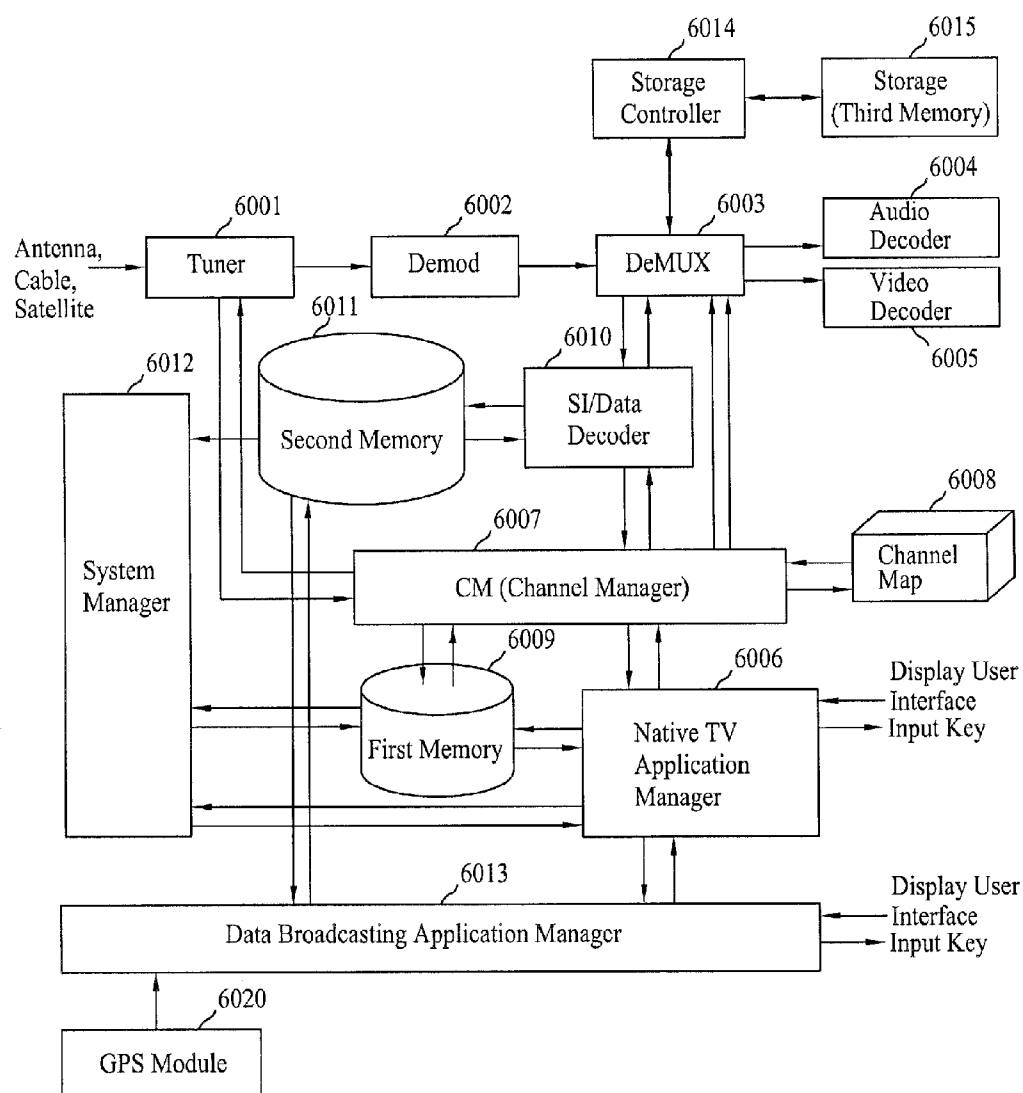 6014
6015
Storage
Controller
Storage
(Third Memory)
6001
6002
6003
6004
Antenna,
Cable,
Satellite
Tuner
Demod
DeMUX
Audio
Decoder
Video
Decoder
6005
6011
6010
6012
Second Memory
SI/Data
Decoder
6007
6008
System
Manager
CM (Channel Manager)
Channel
Map
6009
6006
First Memory
Native TV
Application
Manager
Display User
Interface
Input Key
6013
Data Broadcasting Application Manager
Display User
Interface
Input Key
6020
GPS Module